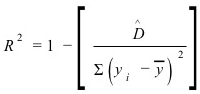 R² = 1 − [ D̂ / Σ(yᵢ − ȳ)² ]